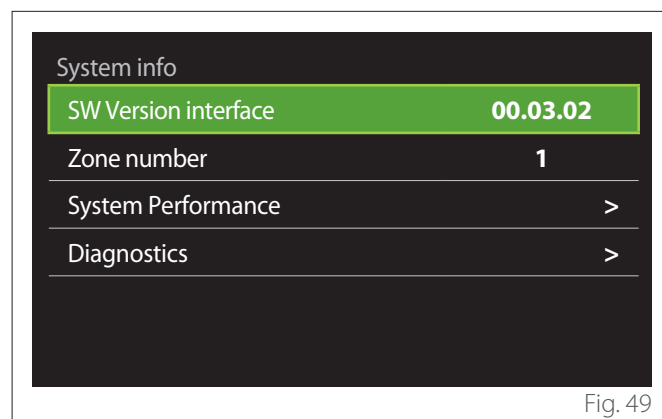 System info
SW Version interface 00.03.02
Zone number 1
System Performance >
Diagnostics >
Fig. 49